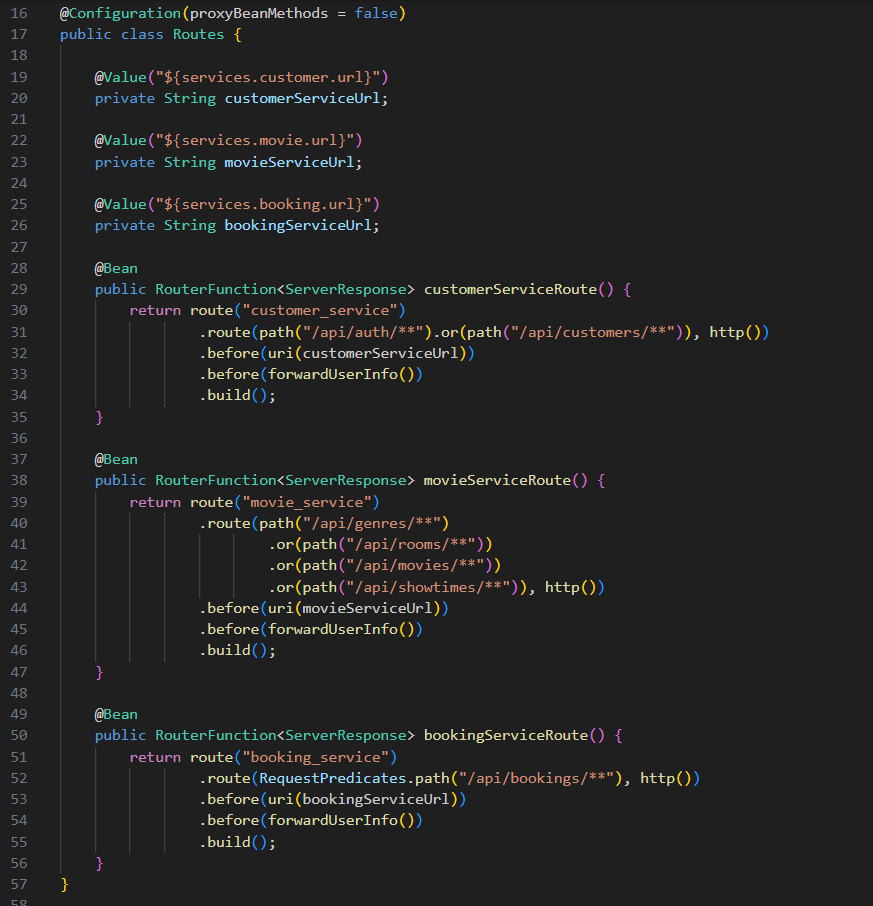 16 @Configuration(proxyBeanMethods = false)
17 public class Routes {
18
19     @Value("${services.customer.url}")
20     private String customerServiceUrl;
21
22     @Value("${services.movie.url}")
23     private String movieServiceUrl;
24
25     @Value("${services.booking.url}")
26     private String bookingServiceUrl;
27
28     @Bean
29     public RouterFunction<ServerResponse> customerServiceRoute() {
30         return route("customer_service")
31                 .route(path("/api/auth/**").or(path("/api/customers/**")), http())
32                 .before(uri(customerServiceUrl))
33                 .before(forwardUserInfo())
34                 .build();
35     }
36
37     @Bean
38     public RouterFunction<ServerResponse> movieServiceRoute() {
39         return route("movie_service")
40                 .route(path("/api/genres/**")
41                         .or(path("/api/rooms/**"))
42                         .or(path("/api/movies/**"))
43                         .or(path("/api/showtimes/**")), http())
44                 .before(uri(movieServiceUrl))
45                 .before(forwardUserInfo())
46                 .build();
47     }
48
49     @Bean
50     public RouterFunction<ServerResponse> bookingServiceRoute() {
51         return route("booking_service")
52                 .route(RequestPredicates.path("/api/bookings/**"), http())
53                 .before(uri(bookingServiceUrl))
54                 .before(forwardUserInfo())
55                 .build();
56     }
57 }
58